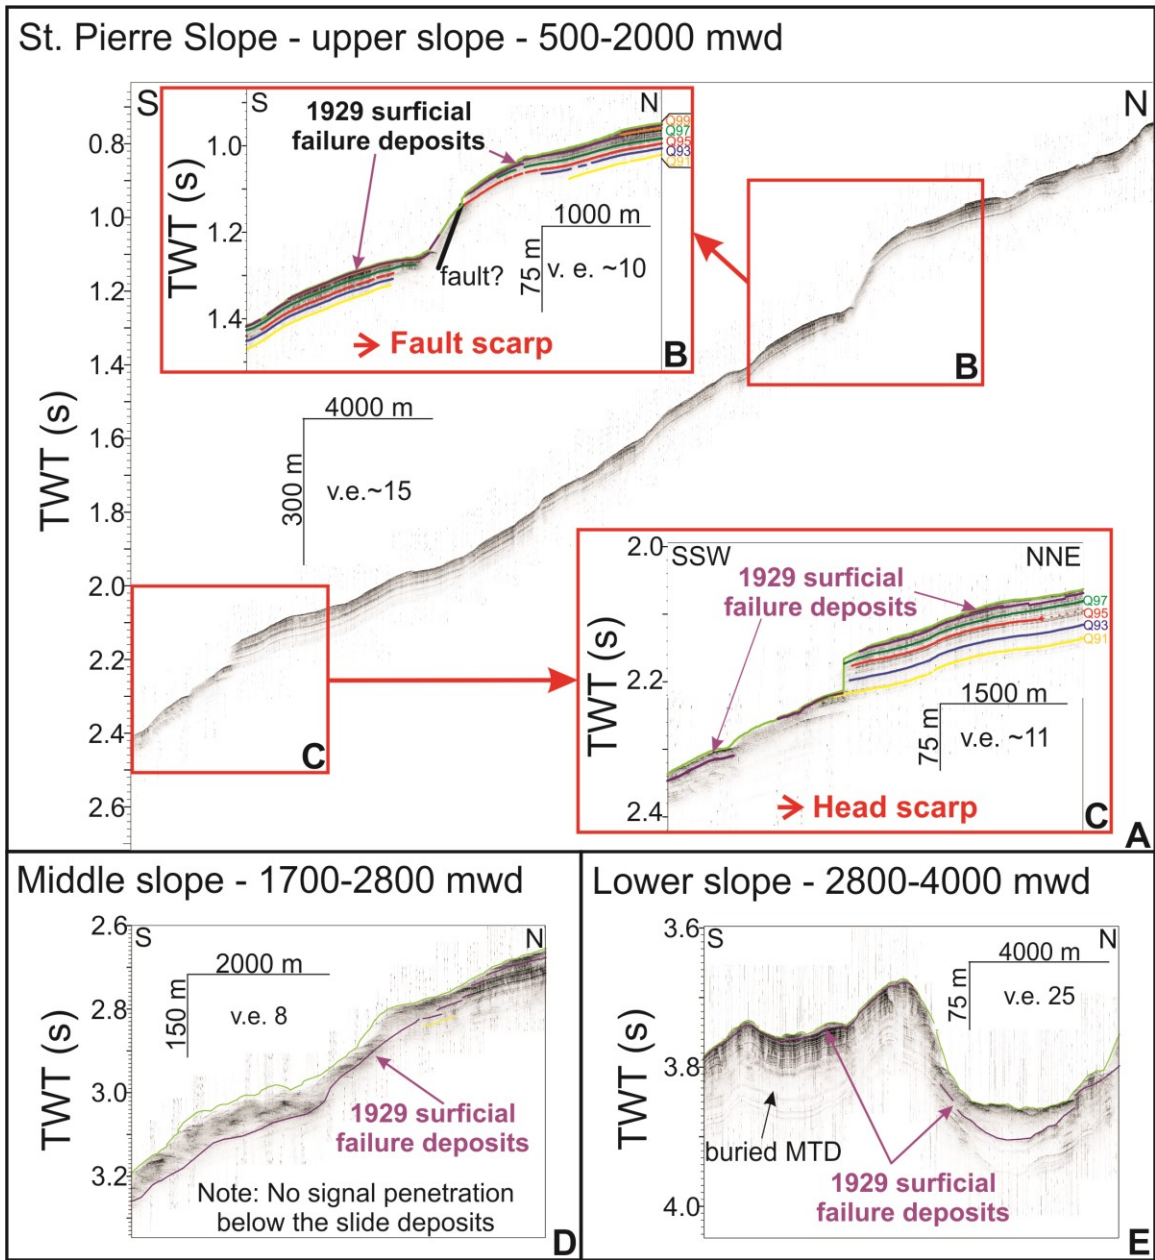 St. Pierre Slope - upper slope - 500-2000 mwd
S
N
TWT (s)
0.8
1.0
1.2
1.4
1.6
1.8
2.0
2.2
2.4
2.6
S
N
1929 surficial
failure deposits
TWT (s)
1.0
1.2
1.4
Q99
Q97
Q95
Q93
Q91
1000 m
75 m
v. e. ~10
fault?
→ Fault scarp
B
B
4000 m
300 m
v.e.~15
SSW
NNE
TWT (s)
2.0
2.2
2.4
1929 surficial
failure deposits
Q97
Q95
Q93
Q91
1500 m
75 m
v.e. ~11
→ Head scarp
C
C
A
Middle slope - 1700-2800 mwd
S
N
TWT (s)
2.6
2.8
3.0
3.2
2000 m
150 m
v.e. 8
1929 surficial
failure deposits
Note: No signal penetration
below the slide deposits
D
Lower slope - 2800-4000 mwd
S
N
TWT (s)
3.6
3.8
4.0
4000 m
75 m
v.e. 25
buried MTD
1929 surficial
failure deposits
E